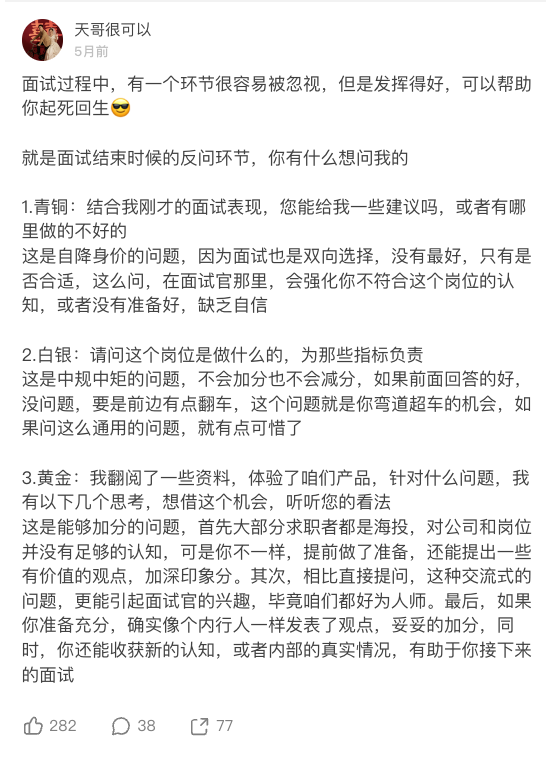 天哥很可以
5月前
面试过程中，有一个环节很容易被忽视，但是发挥得好，可以帮助
你起死回生😎
就是面试结束时候的反问环节，你有什么想问我的
1.青铜：结合我刚才的面试表现，您能给我一些建议吗，或者有哪
里做的不好的
这是自降身价的问题，因为面试也是双向选择，没有最好，只有是
否合适，这么问，在面试官那里，会强化你不符合这个岗位的认
知，或者没有准备好，缺乏自信
2.白银：请问这个岗位是做什么的，为那些指标负责
这是中规中矩的问题，不会加分也不会减分，如果前面回答的好，
没问题，要是前边有点翻车，这个问题就是你弯道超车的机会，如
果问这么通用的问题，就有点可惜了
3.黄金：我翻阅了一些资料，体验了咱们产品，针对什么问题，我
有以下几个思考，想借这个机会，听听您的看法
这是能够加分的问题，首先大部分求职者都是海投，对公司和岗位
并没有足够的认知，可是你不一样，提前做了准备，还能提出一些
有价值的观点，加深印象分。其次，相比直接提问，这种交流式的
问题，更能引起面试官的兴趣，毕竟咱们都好为人师。最后，如果
你准备充分，确实像个内行人一样发表了观点，妥妥的加分，同
时，你还能收获新的认知，或者内部的真实情况，有助于你接下来
的面试
282 38 77